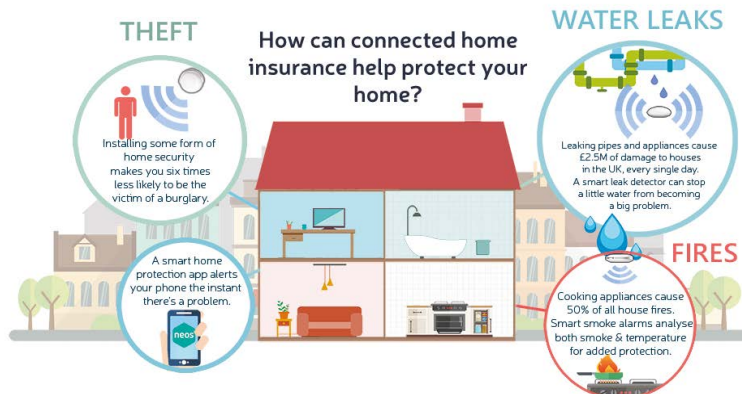 THEFT
How can connected home
insurance help protect your
home?
WATER LEAKS
Installing some form of
home security
makes you six times
less likely to be the
victim of a burglary.
Leaking pipes and appliances cause
£2.5M of damage to houses
in the UK, every single day.
A smart leak detector can stop
a little water from becoming
a big problem.
A smart home
protection app alerts
your phone the instant
there's a problem.
neos
FIRES
Cooking appliances cause
50% of all house fires.
Smart smoke alarms analyse
both smoke & temperature
for added protection.